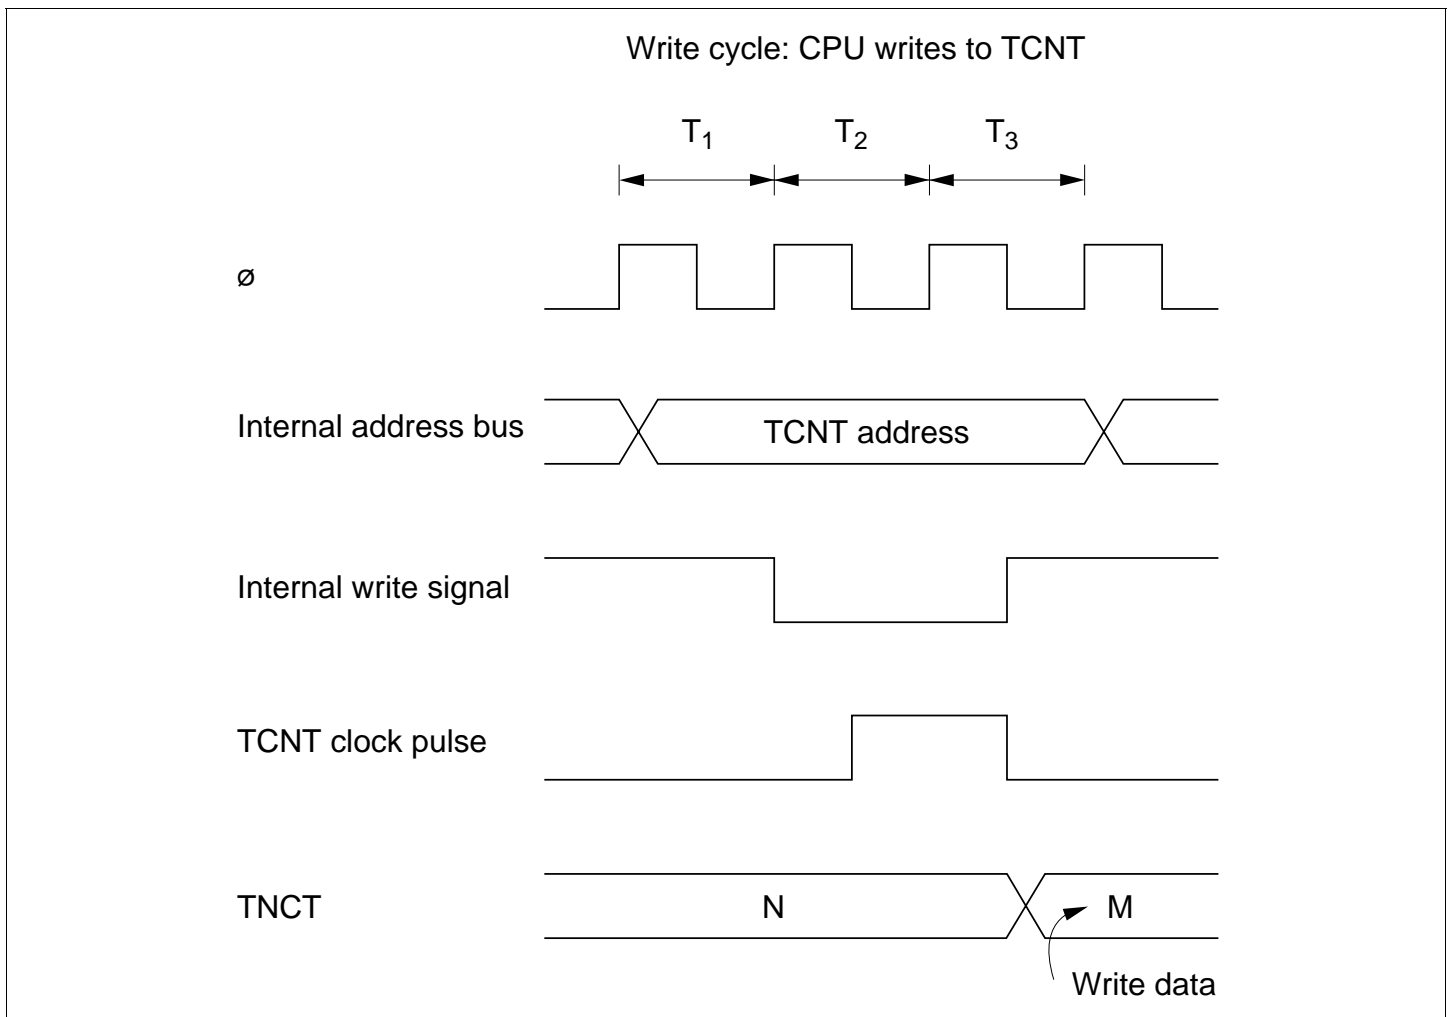 Write cycle: CPU writes to TCNT
T1 T2 T3
ø
Internal address bus
TCNT address
Internal write signal
TCNT clock pulse
TNCT
N
M
Write data